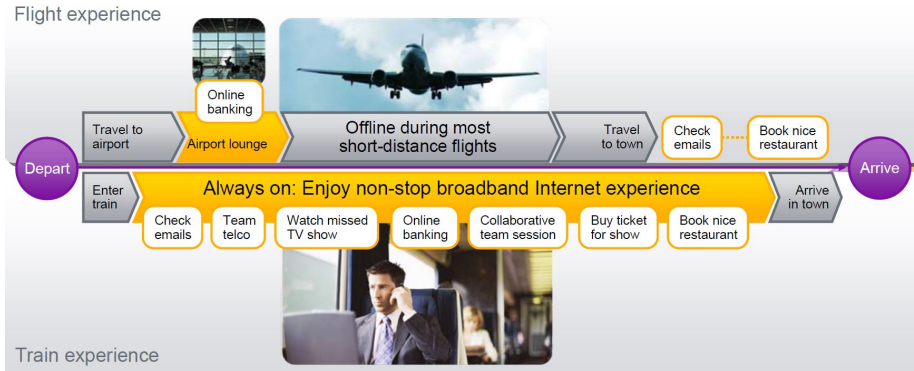 Flight experience
Online
banking
Travel to
airport
Airport lounge
Offline during most
short-distance flights
Travel
to town
Check
emails
Book nice
restaurant
Depart
Arrive
Enter
train
Always on: Enjoy non-stop broadband Internet experience
Arrive
in town
Check
emails
Team
telco
Watch missed
TV show
Online
banking
Collaborative
team session
Buy ticket
for show
Book nice
restaurant
Train experience